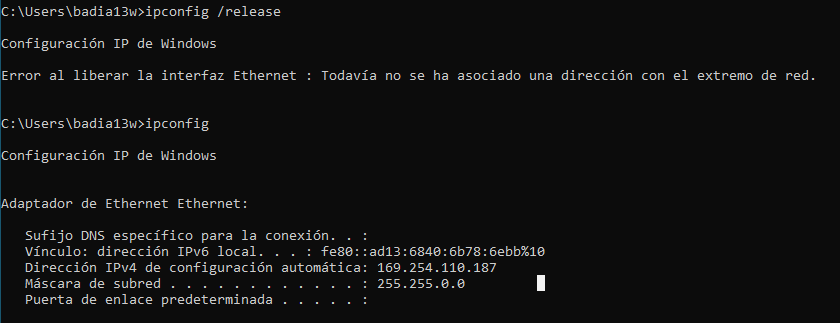 C:\Users\badia13w>ipconfig /release
Configuración IP de Windows
Error al liberar la interfaz Ethernet : Todavía no se ha asociado una dirección con el extremo de red.
C:\Users\badia13w>ipconfig
Configuración IP de Windows
Adaptador de Ethernet Ethernet:
Sufijo DNS específico para la conexión. . :
Vínculo: dirección IPv6 local. . . : fe80::ad13:6840:6b78:6ebb%10
Dirección IPv4 de configuración automática: 169.254.110.187
Máscara de subred . . . . . . . . . . . . : 255.255.0.0
Puerta de enlace predeterminada . . . . . :